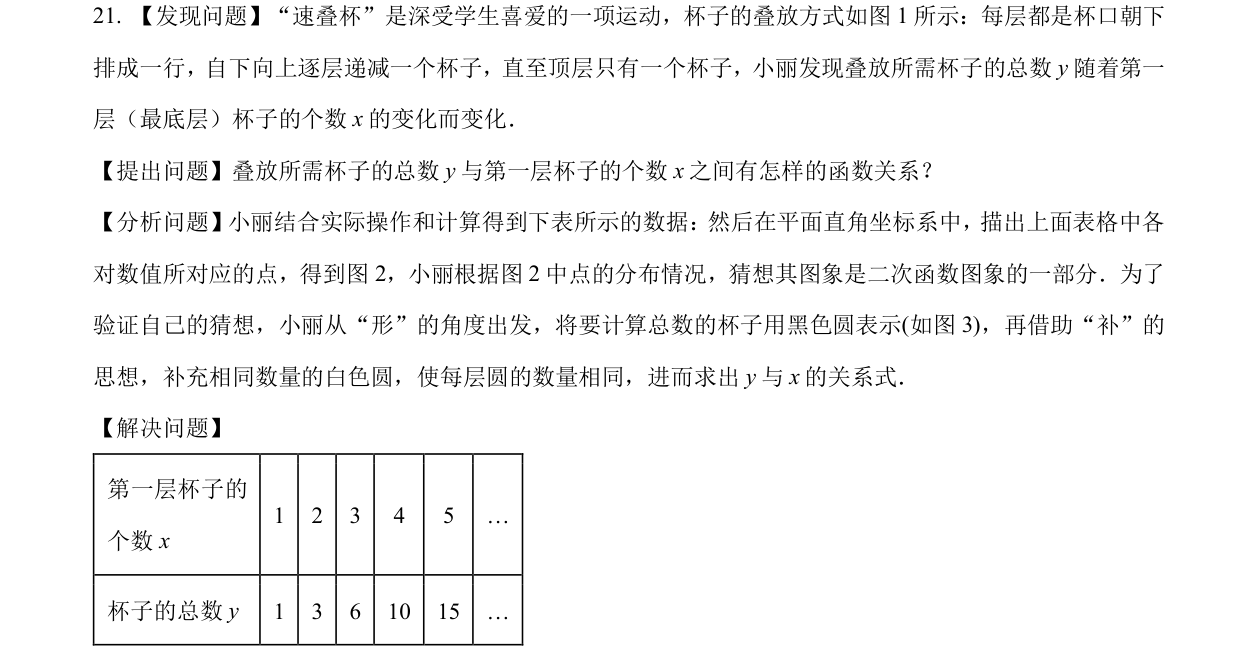 21. 【发现问题】“速叠杯”是深受学生喜爱的一项运动，杯子的叠放方式如图 1 所示：每层都是杯口朝下
排成一行，自下向上逐层递减一个杯子，直至顶层只有一个杯子，小丽发现叠放所需杯子的总数 y 随着第一
层（最底层）杯子的个数 x 的变化而变化．
【提出问题】叠放所需杯子的总数 y 与第一层杯子的个数 x 之间有怎样的函数关系？
【分析问题】小丽结合实际操作和计算得到下表所示的数据：然后在平面直角坐标系中，描出上面表格中各
对数值所对应的点，得到图 2，小丽根据图 2 中点的分布情况，猜想其图象是二次函数图象的一部分．为了
验证自己的猜想，小丽从“形”的角度出发，将要计算总数的杯子用黑色圆表示(如图 3)，再借助“补”的
思想，补充相同数量的白色圆，使每层圆的数量相同，进而求出 y 与 x 的关系式．
【解决问题】
第一层杯子的
个数 x
1 2 3 4 5 …
杯子的总数 y 1 3 6 10 15 …